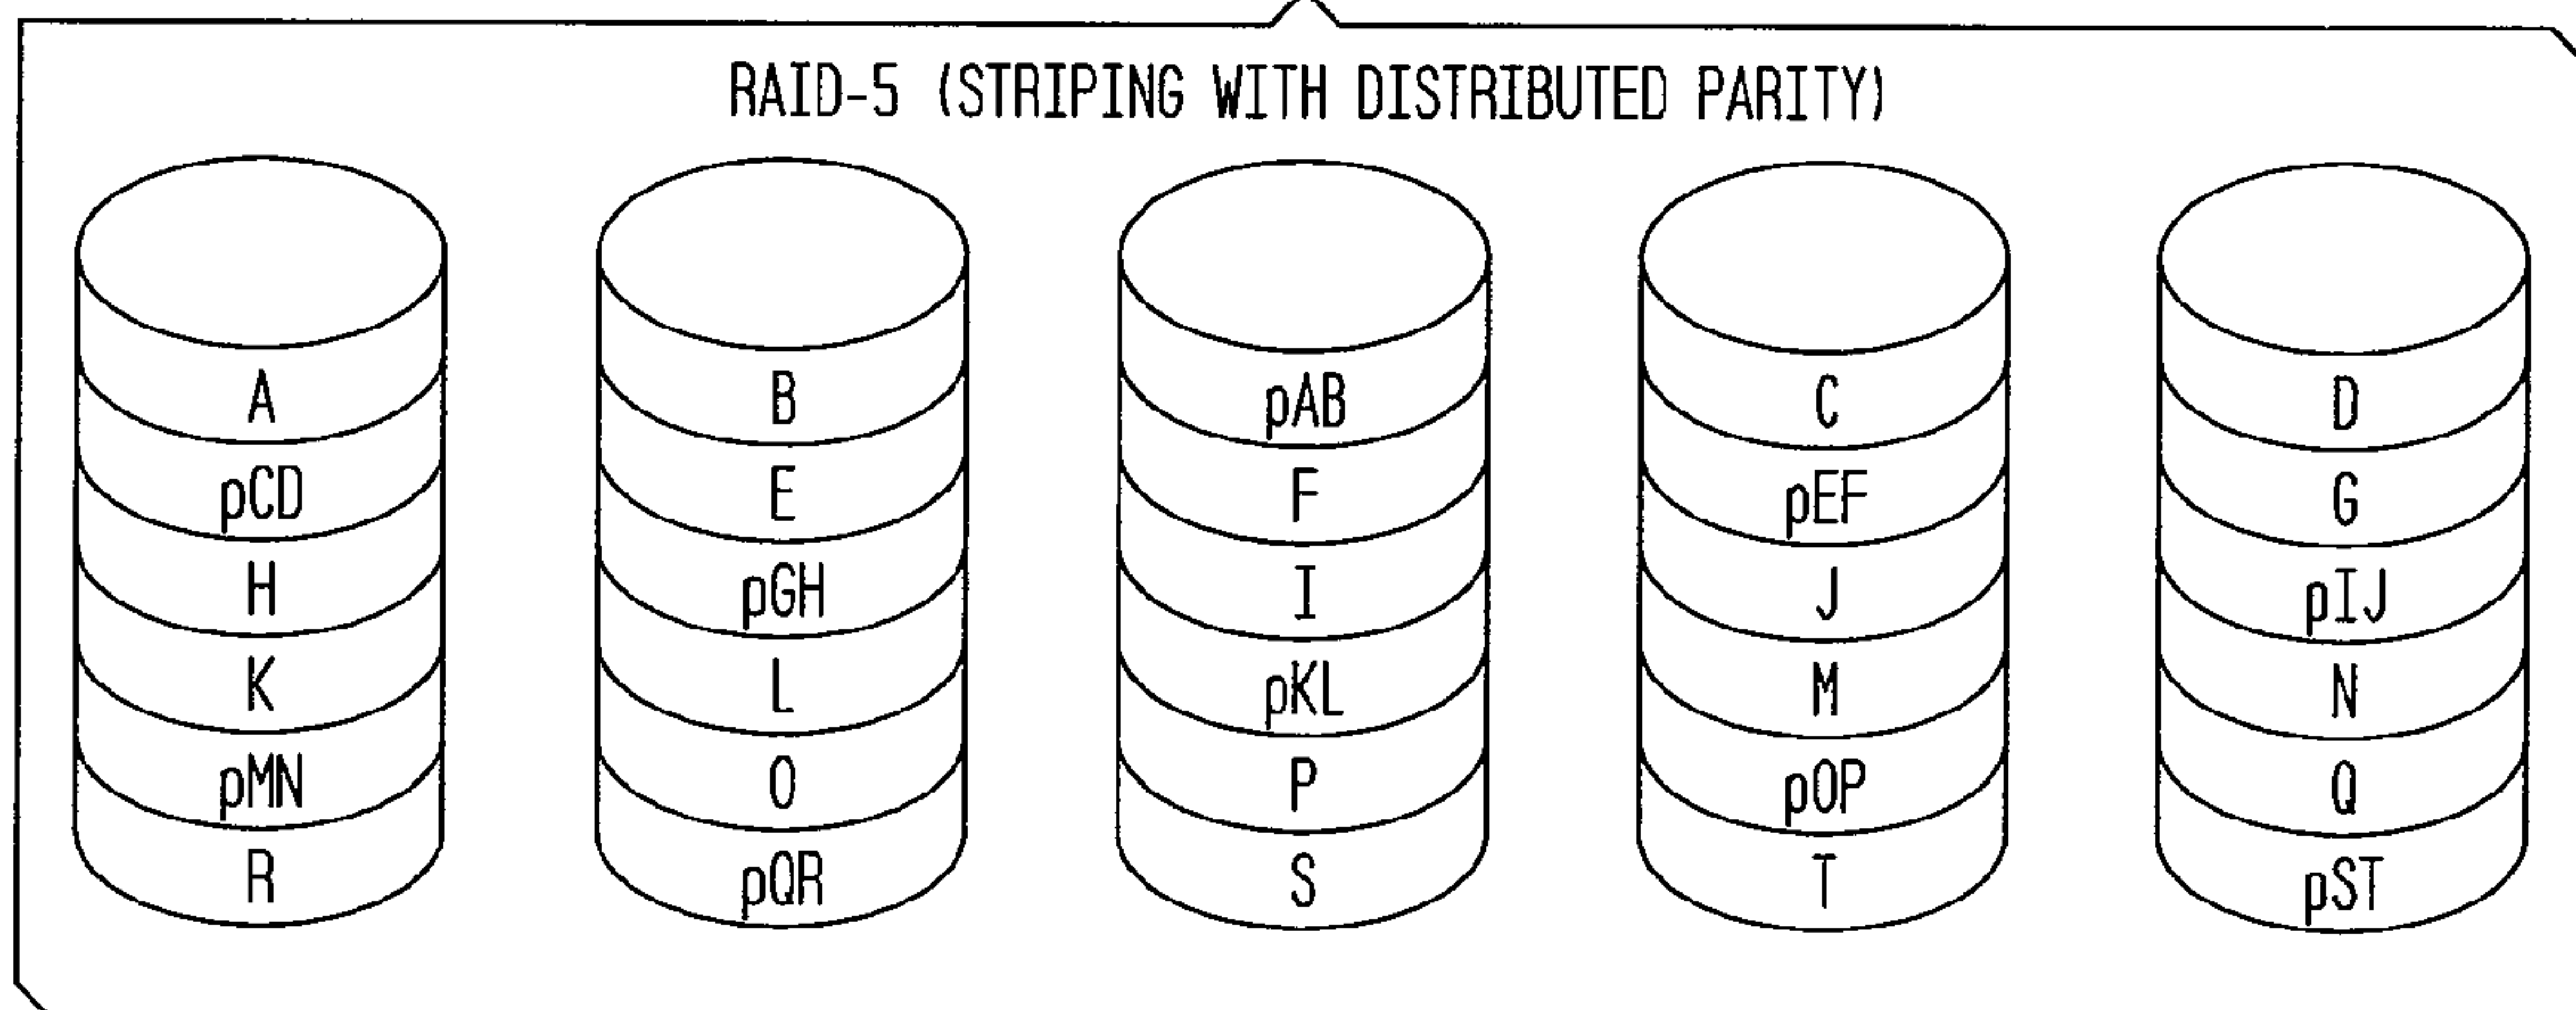 RAID-5 (STRIPING WITH DISTRIBUTED PARITY)
A B pAB C D
pCD E F pEF G
H pGH I J pIJ
K L pKL M N
pMN O P pOP Q
R pQR S T pST